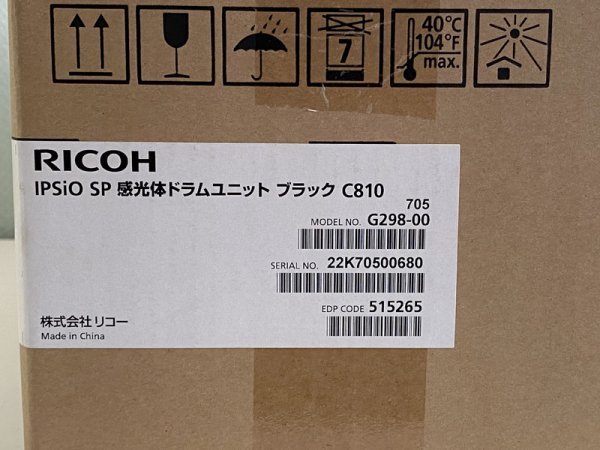 7
40°C
104°F
max.
RICOH
IPSiO SP 感光体ドラムユニット ブラック C810
705
MODEL NO. G298-00
SERIAL NO. 22K70500680
EDP CODE 515265
株式会社 リコー
Made in China